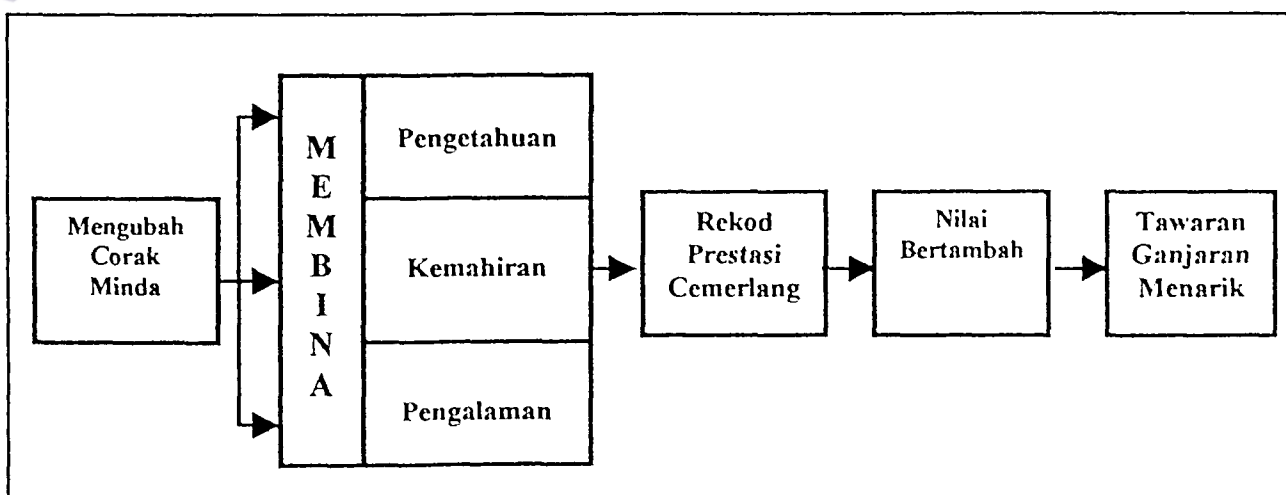 Mengubah
Corak
Minda
M
E
M
B
I
N
A
Pengetahuan
Kemahiran
Pengalaman
Rekod
Prestasi
Cemerlang
Nilai
Bertambah
Tawaran
Ganjaran
Menarik